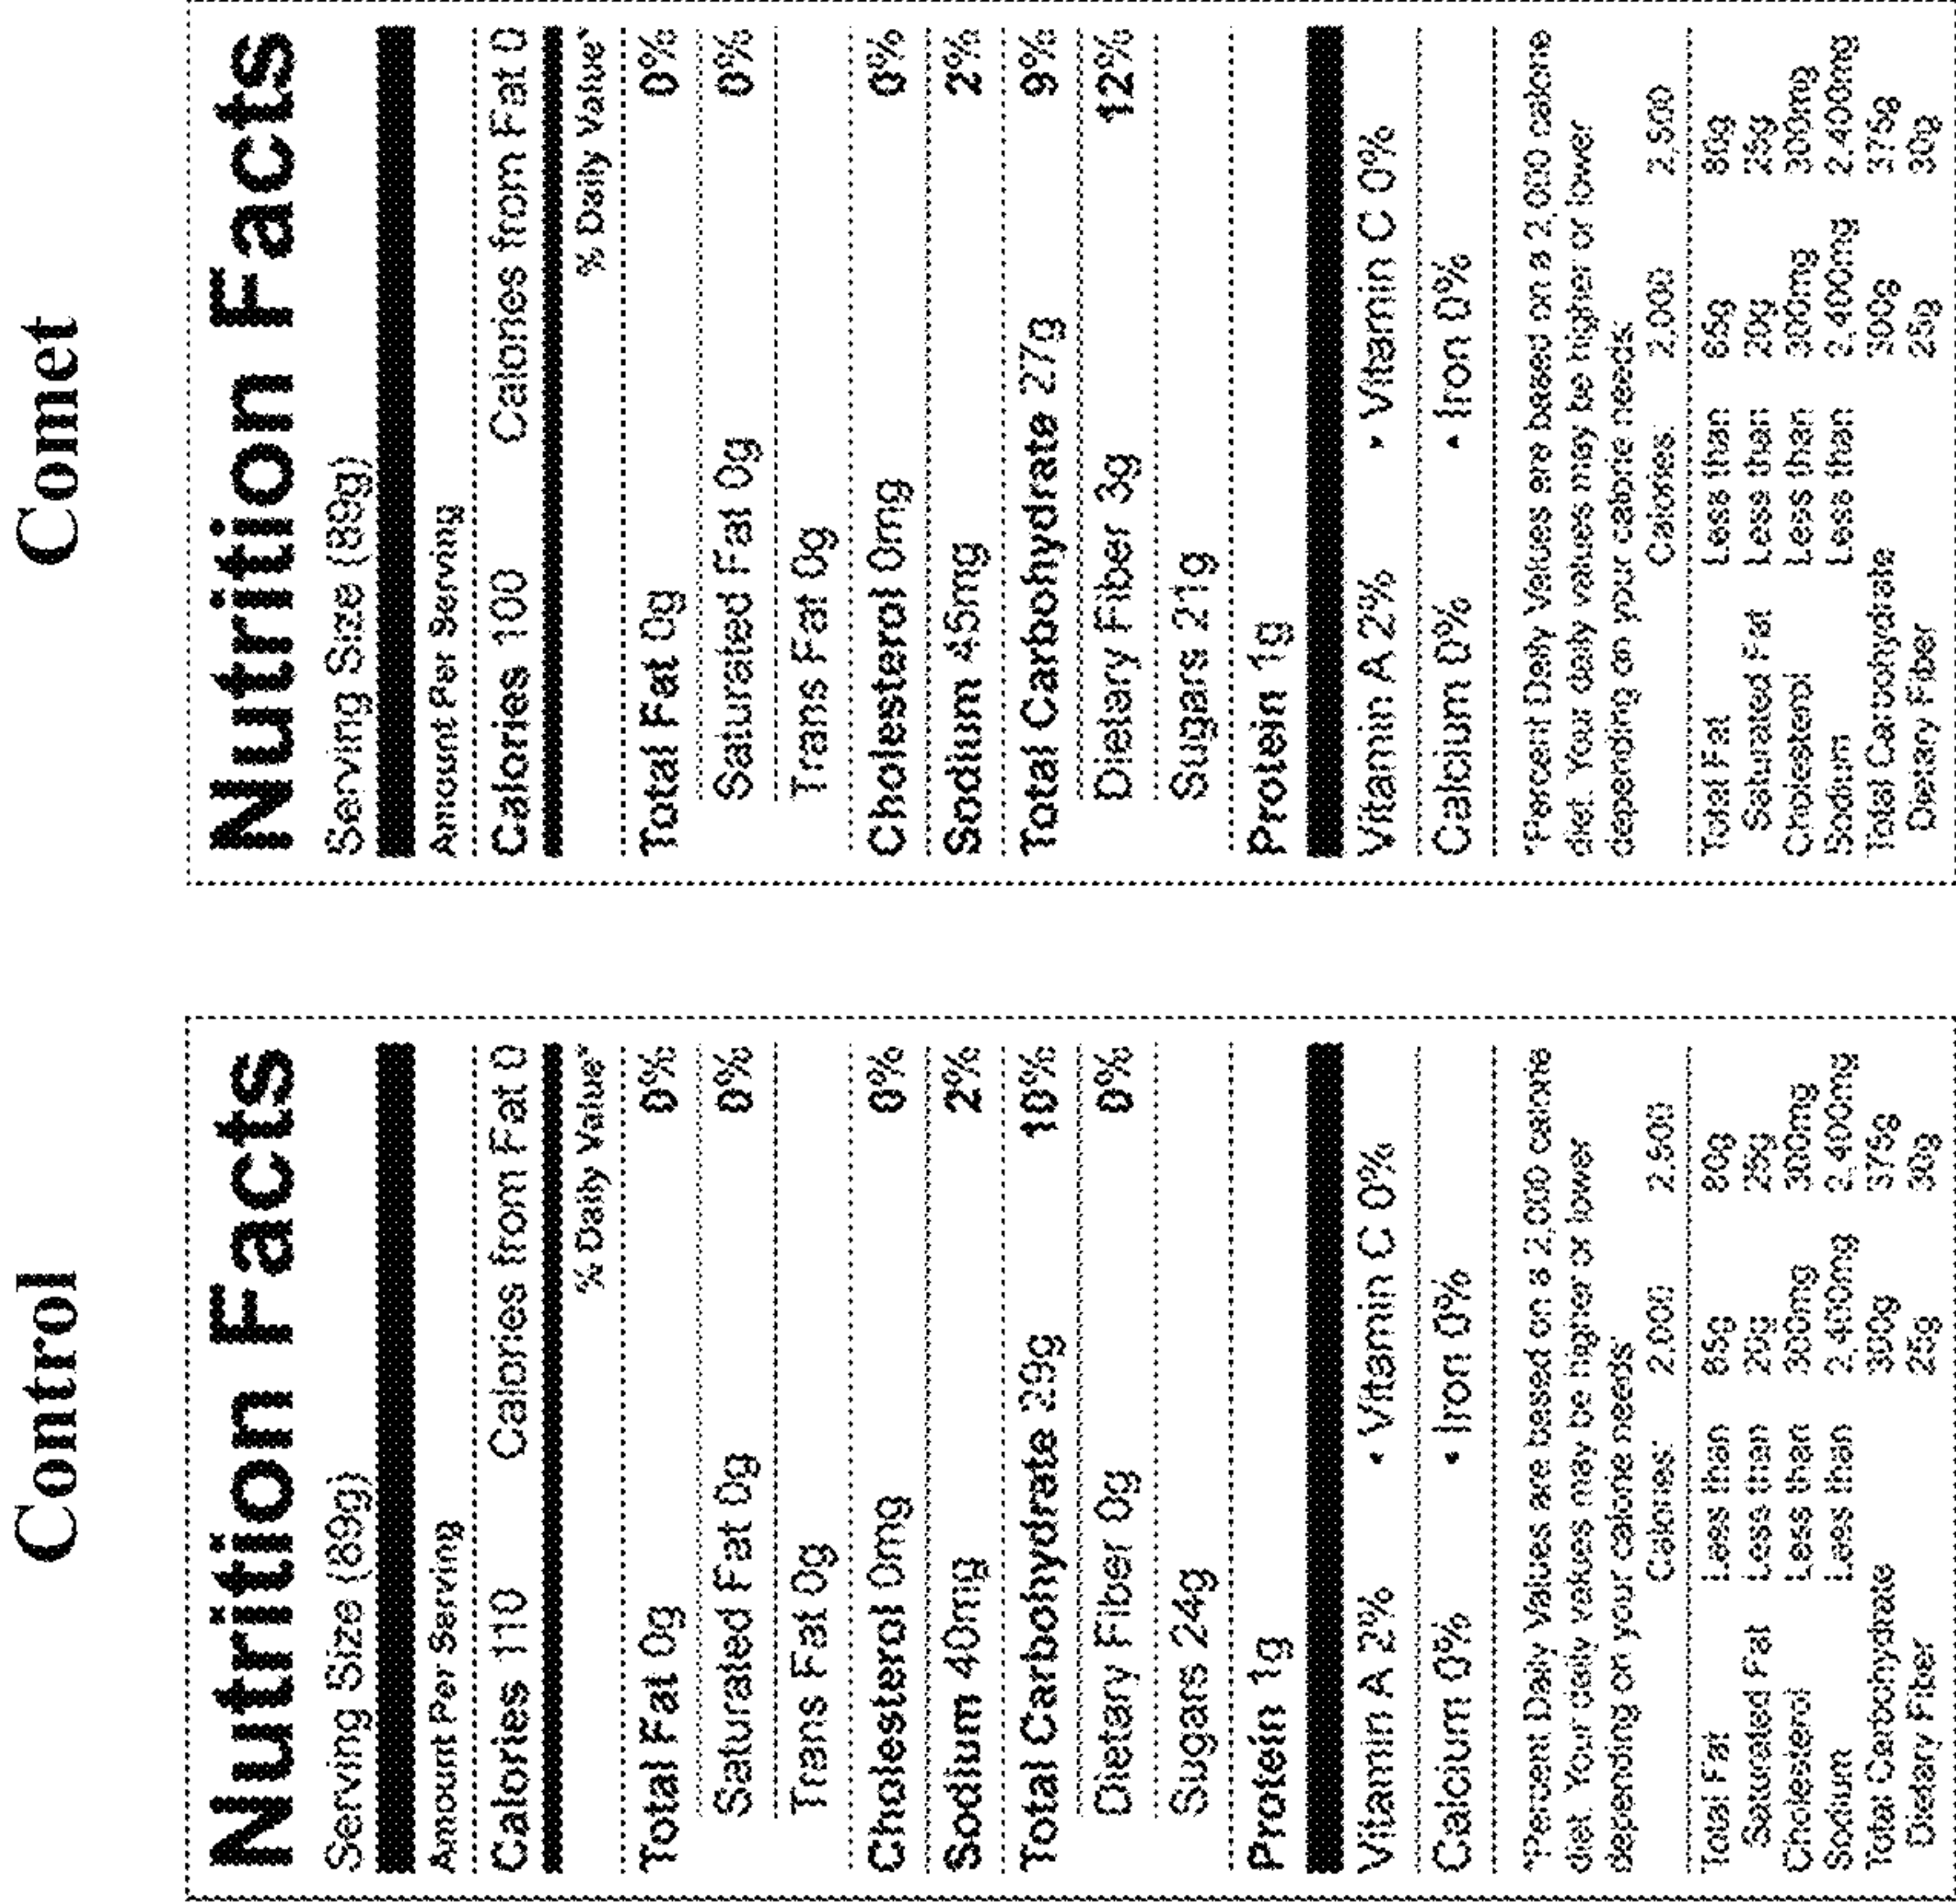 Control
Nutrition Facts
Serving Size (89g)
Amount Per Serving
Calories 110 Calories from Fat 0
% Daily Value*
Total Fat 0g 0%
Saturated Fat 0g 0%
Trans Fat 0g
Cholesterol 0mg 0%
Sodium 40mg 2%
Total Carbohydrate 29g 10%
Dietary Fiber 0g 0%
Sugars 24g
Protein 1g
Vitamin A 2% • Vitamin C 0%
Calcium 0% • Iron 0%
*Percent Daily Values are based on a 2,000 calorie
diet. Your daily values may be higher or lower
depending on your calorie needs:
Calories: 2,000 2,500
Total Fat Less than 65g 80g
Saturated Fat Less than 20g 25g
Cholesterol Less than 300mg 300mg
Sodium Less than 2,400mg 2,400mg
Total Carbohydrate 300g 375g
Dietary Fiber 25g 30g
Comet
Nutrition Facts
Serving Size (89g)
Amount Per Serving
Calories 100 Calories from Fat 0
% Daily Value*
Total Fat 0g 0%
Saturated Fat 0g 0%
Trans Fat 0g
Cholesterol 0mg 0%
Sodium 45mg 2%
Total Carbohydrate 27g 9%
Dietary Fiber 3g 12%
Sugars 21g
Protein 1g
Vitamin A 2% • Vitamin C 0%
Calcium 0% • Iron 0%
*Percent Daily Values are based on a 2,000 calorie
diet. Your daily values may be higher or lower
depending on your calorie needs:
Calories: 2,000 2,500
Total Fat Less than 65g 80g
Saturated Fat Less than 20g 25g
Cholesterol Less than 300mg 300mg
Sodium Less than 2,400mg 2,400mg
Total Carbohydrate 300g 375g
Dietary Fiber 25g 30g